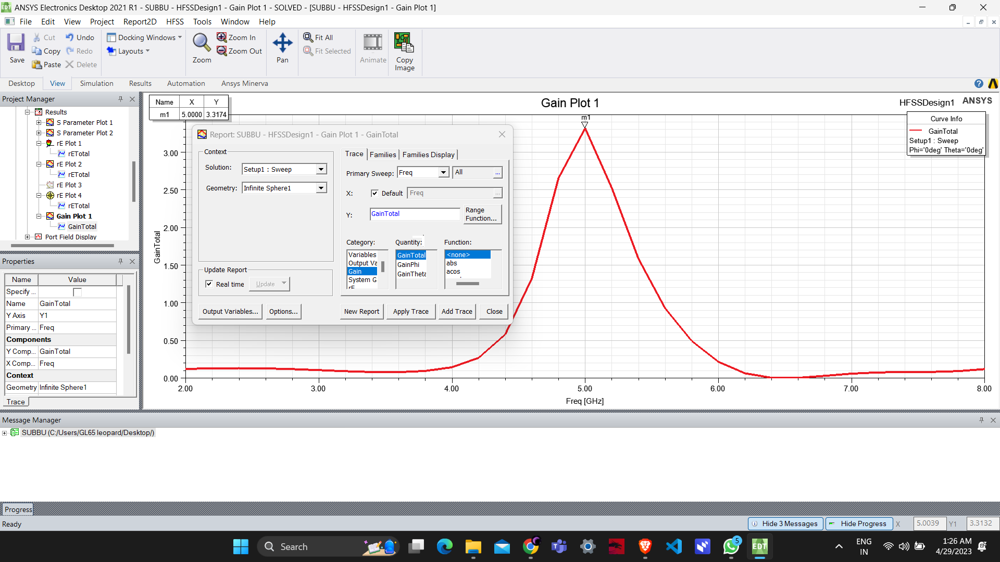 ANSYS Electronics Desktop 2021 R1 - SUBBU - HFSSDesign1 - Gain Plot 1 - SOLVED - [SUBBU - HFSSDesign1 - Gain Plot 1]
File Edit View Project Report2D HFSS Tools Window Help
Save
Cut
Copy
Paste
Undo
Redo
Delete
Docking Windows
Layouts
Zoom
Zoom In
Zoom Out
Pan
Fit All
Fit Selected
Animate
Copy
Image
Desktop View Simulation Results Automation Ansys Minerva
Project Manager
Results
S Parameter Plot 1
S Parameter Plot 2
rE Plot 1
rETotal
rE Plot 2
rETotal
rE Plot 3
rE Plot 4
rETotal
Gain Plot 1
GainTotal
Port Field Display
Properties
Name Value
Specify ...
Name GainTotal
Y Axis Y1
Primary ... Freq
Components
Y Comp... GainTotal
X Comp... Freq
Context
Geometry Infinite Sphere1
Trace
Name X Y
m1 5.0000 3.3174
Gain Plot 1
HFSSDesign1 ANSYS
m1
Curve Info
GainTotal
Setup1 : Sweep
Phi='0deg' Theta='0deg'
GainTotal
3.00
2.50
2.00
1.50
1.00
0.50
0.00
2.00 3.00 4.00 5.00 6.00 7.00 8.00
Freq [GHz]
Report: SUBBU - HFSSDesign1 - Gain Plot 1 - GainTotal
Context
Solution: Setup1 : Sweep
Geometry: Infinite Sphere1
Update Report
Real time Update
Output Variables... Options...
Trace Families Families Display
Primary Sweep: Freq All ...
X: Default Freq ...
Y: GainTotal Range
Function...
Category: Quantity: Function:
Variables
Output Va
Gain
System G
rE
GainTotal
GainPhi
GainTheta
<none>
abs
acos
New Report Apply Trace Add Trace Close
Message Manager
SUBBU (C:/Users/GL65 leopard/Desktop/)
Progress
Ready
Hide 3 Messages Hide Progress X 5.0039 Y1 3.3132
Search
5
EDT
ENG
IN
1:26 AM
4/29/2023